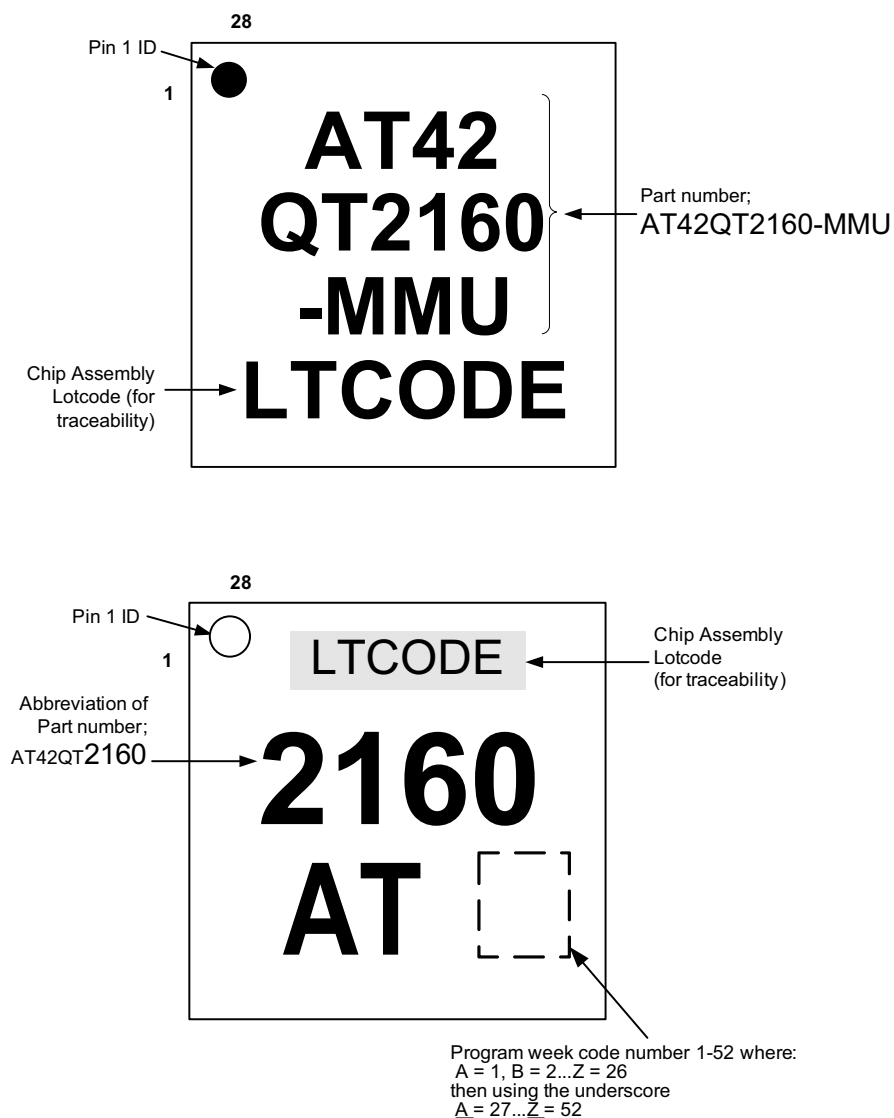 28
Pin 1 ID
1
AT42
QT2160
-MMU
LTCODE
Part number;
AT42QT2160-MMU
Chip Assembly
Lotcode (for
traceability)
28
Pin 1 ID
1
LTCODE
Chip Assembly
Lotcode
(for traceability)
Abbreviation of
Part number;
AT42QT2160
2160
AT
Program week code number 1-52 where:
A = 1, B = 2...Z = 26
then using the underscore
A = 27...Z = 52